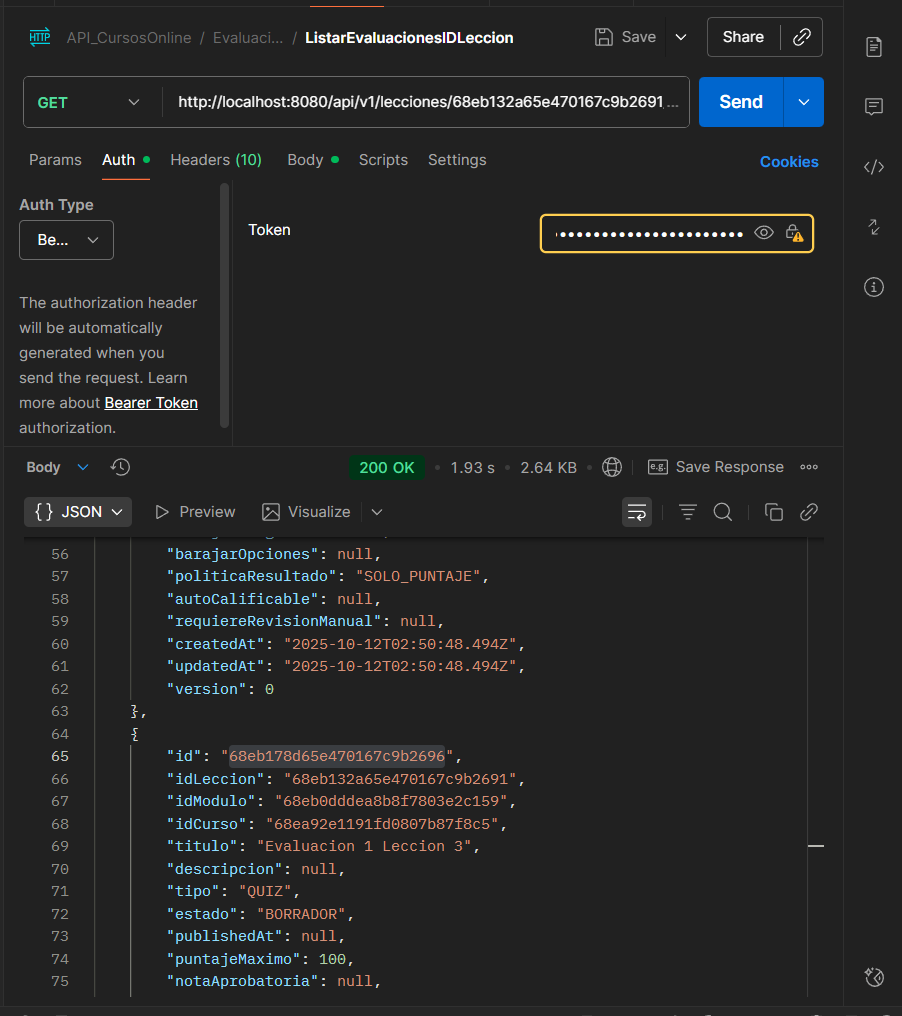 HTTP API_CursosOnline / Evaluaci... / ListarEvaluacionesIDLeccion Save Share
GET http://localhost:8080/api/v1/lecciones/68eb132a65e470167c9b2691 ... Send
Params Auth Headers (10) Body Scripts Settings Cookies
Auth Type
Be...
Token
The authorization header
will be automatically
generated when you
send the request. Learn
more about Bearer Token
authorization.
Body 200 OK 1.93 s 2.64 KB e.g. Save Response
{} JSON Preview Visualize
56 "barajarOpciones": null,
57 "politicaResultado": "SOLO_PUNTAJE",
58 "autoCalificable": null,
59 "requiereRevisionManual": null,
60 "createdAt": "2025-10-12T02:50:48.494Z",
61 "updatedAt": "2025-10-12T02:50:48.494Z",
62 "version": 0
63 },
64 {
65 "id": "68eb178d65e470167c9b2696",
66 "idLeccion": "68eb132a65e470167c9b2691",
67 "idModulo": "68eb0dddea8b8f7803e2c159",
68 "idCurso": "68ea92e1191fd0807b87f8c5",
69 "titulo": "Evaluacion 1 Leccion 3",
70 "descripcion": null,
71 "tipo": "QUIZ",
72 "estado": "BORRADOR",
73 "publishedAt": null,
74 "puntajeMaximo": 100,
75 "notaAprobatoria": null,